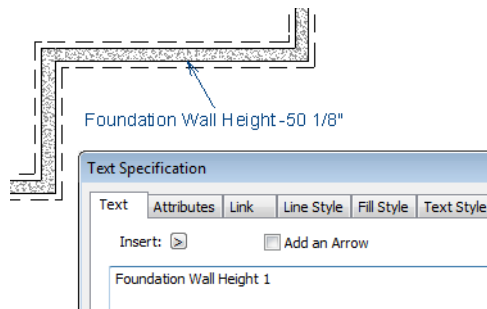 Foundation Wall Height -50 1/8"
Text Specification
Text Attributes Link Line Style Fill Style Text Style
Insert: > Add an Arrow
Foundation Wall Height 1